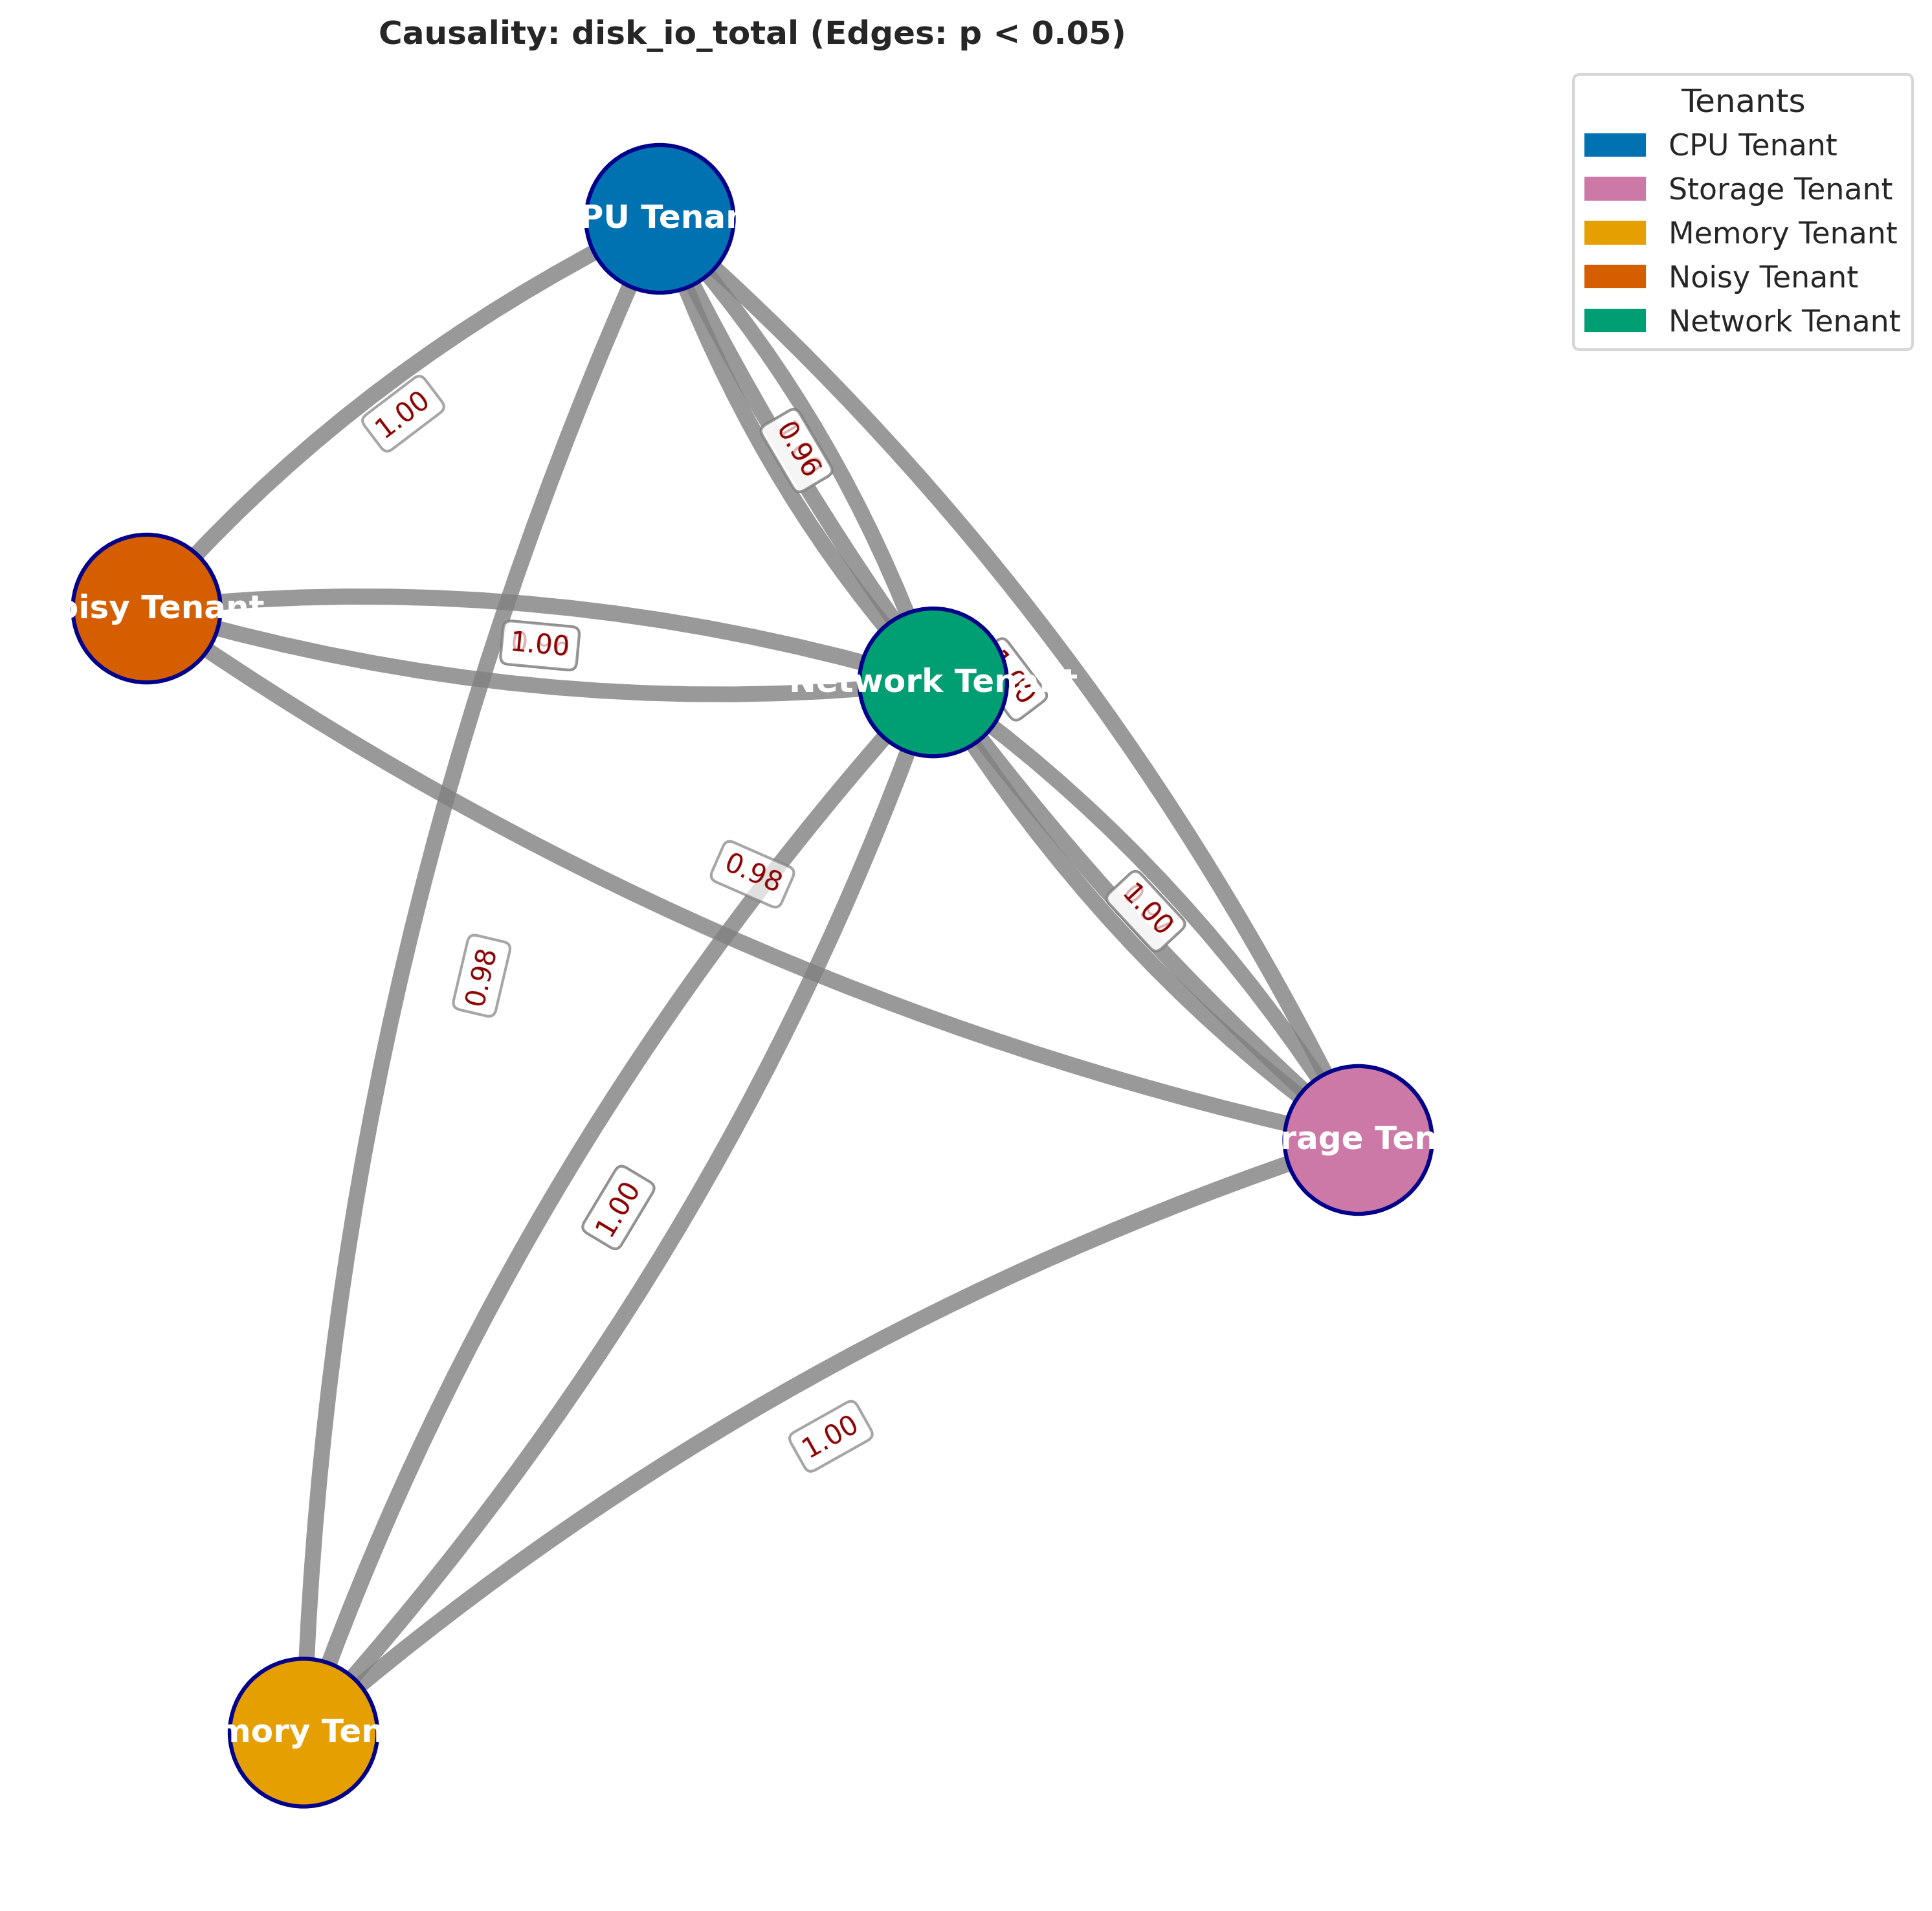 Causality: disk_io_total (Edges: p < 0.05)
Tenants
CPU Tenant
Storage Tenant
Memory Tenant
Noisy Tenant
Network Tenant
PU Tenan
1.00
0.96
oisy Tenant
1.00
Network Tenant
0.98
1.00
0.98
rage Ten
1.00
1.00
mory Ten